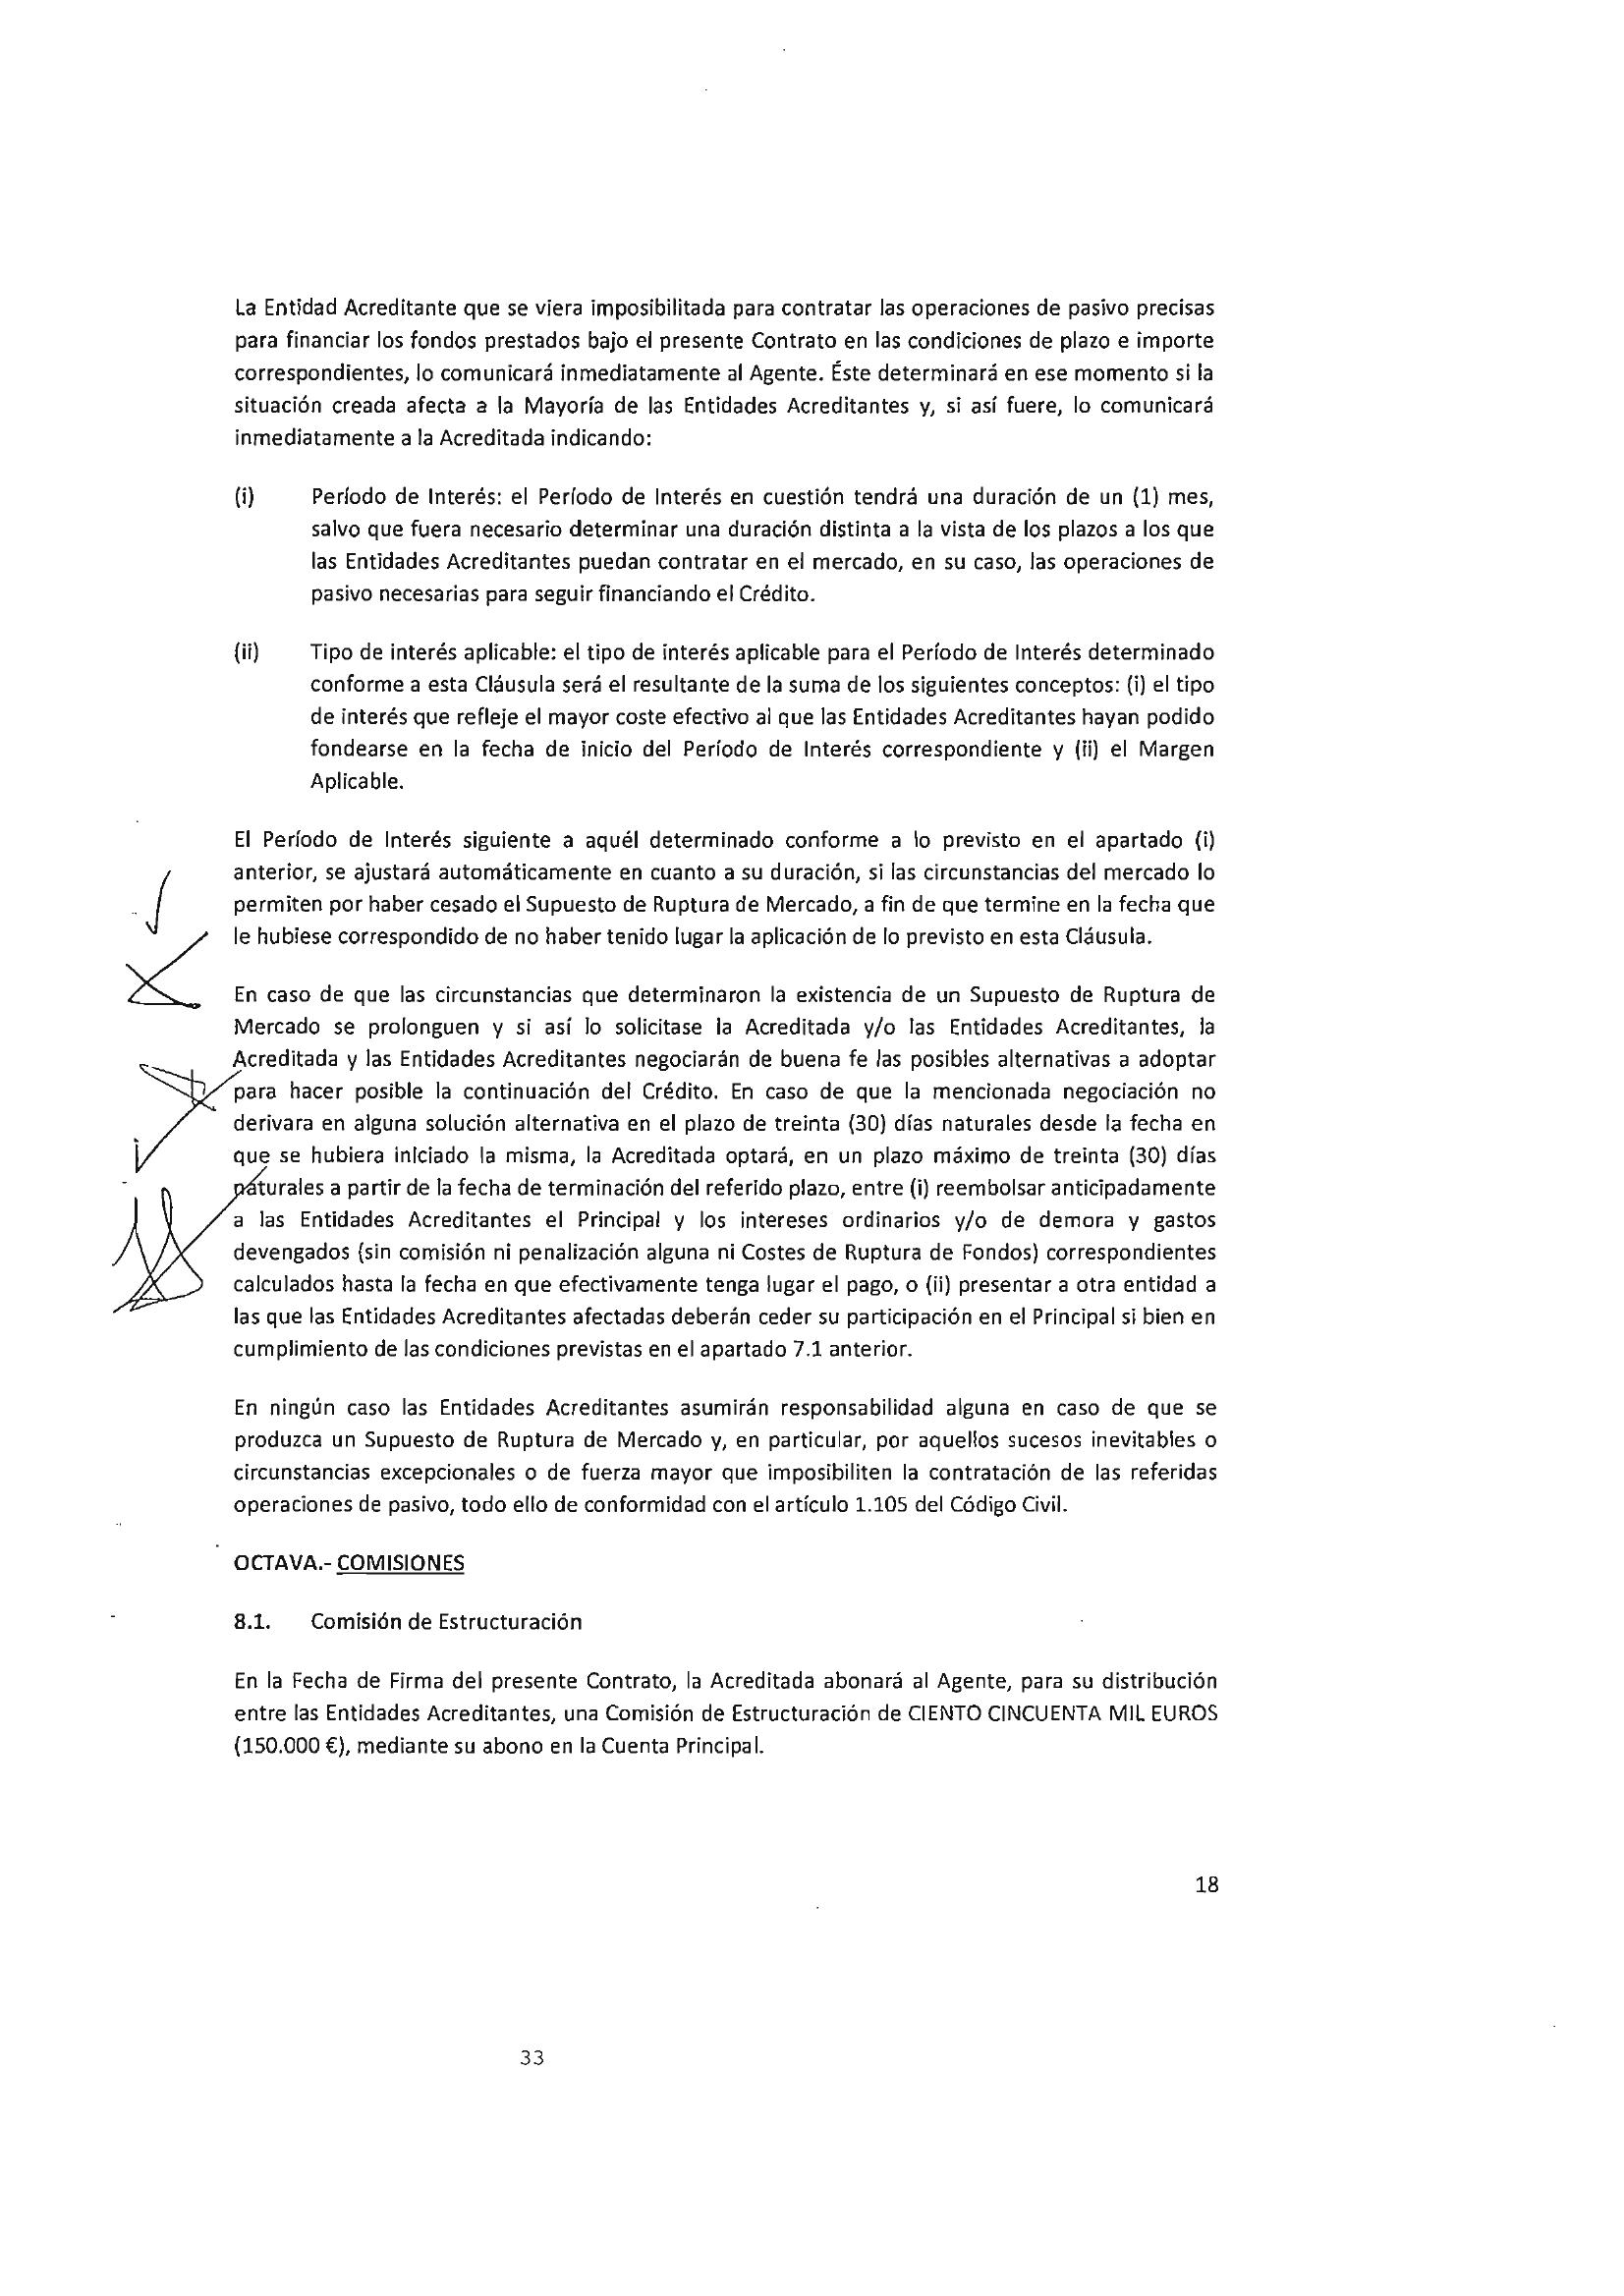 La Entidad Acreditante que se viera imposibilitada para contratar las operaciones de pasivo precisas
para financiar los fondos prestados bajo el presente Contrato en las condiciones de plazo e importe
correspondientes, lo comunicará inmediatamente al Agente. Éste determinará en ese momento si la
situación creada afecta a la Mayoría de las Entidades Acreditantes y, si así fuere, lo comunicará
inmediatamente a la Acreditada indicando:
(i) Período de Interés: el Período de Interés en cuestión tendrá una duración de un (1) mes,
salvo que fuera necesario determinar una duración distinta a la vista de los plazos a los que
las Entidades Acreditantes puedan contratar en el mercado, en su caso, las operaciones de
pasivo necesarias para seguir financiando el Crédito.
(ii) Tipo de interés aplicable: el tipo de interés aplicable para el Período de Interés determinado
conforme a esta Cláusula será el resultante de la suma de los siguientes conceptos: (i) el tipo
de interés que refleje el mayor coste efectivo al que las Entidades Acreditantes hayan podido
fondearse en la fecha de inicio del Período de Interés correspondiente y (ii) el Margen
Aplicable.
El Período de Interés siguiente a aquél determinado conforme a lo previsto en el apartado (i)
anterior, se ajustará automáticamente en cuanto a su duración, si las circunstancias del mercado lo
permiten por haber cesado el Supuesto de Ruptura de Mercado, a fin de que termine en la fecha que
le hubiese correspondido de no haber tenido lugar la aplicación de lo previsto en esta Cláusula.
En caso de que las circunstancias que determinaron la existencia de un Supuesto de Ruptura de
Mercado se prolonguen y si así lo solicitase la Acreditada y/o las Entidades Acreditantes, la
Acreditada y las Entidades Acreditantes negociarán de buena fe las posibles alternativas a adoptar
para hacer posible la continuación del Crédito. En caso de que la mencionada negociación no
derivara en alguna solución alternativa en el plazo de treinta (30) días naturales desde la fecha en
que se hubiera iniciado la misma, la Acreditada optará, en un plazo máximo de treinta (30) días
naturales a partir de la fecha de terminación del referido plazo, entre (i) reembolsar anticipadamente
a las Entidades Acreditantes el Principal y los intereses ordinarios y/o de demora y gastos
devengados (sin comisión ni penalización alguna ni Costes de Ruptura de Fondos) correspondientes
calculados hasta la fecha en que efectivamente tenga lugar el pago, o (ii) presentar a otra entidad a
las que las Entidades Acreditantes afectadas deberán ceder su participación en el Principal si bien en
cumplimiento de las condiciones previstas en el apartado 7.1 anterior.
En ningún caso las Entidades Acreditantes asumirán responsabilidad alguna en caso de que se
produzca un Supuesto de Ruptura de Mercado y, en particular, por aquellos sucesos inevitables o
circunstancias excepcionales o de fuerza mayor que imposibiliten la contratación de las referidas
operaciones de pasivo, todo ello de conformidad con el artículo 1.105 del Código Civil.
OCTAVA.- COMISIONES
8.1. Comisión de Estructuración
En la Fecha de Firma del presente Contrato, la Acreditada abonará al Agente, para su distribución
entre las Entidades Acreditantes, una Comisión de Estructuración de CIENTO CINCUENTA MIL EUROS
(150.000 €), mediante su abono en la Cuenta Principal.
18
33